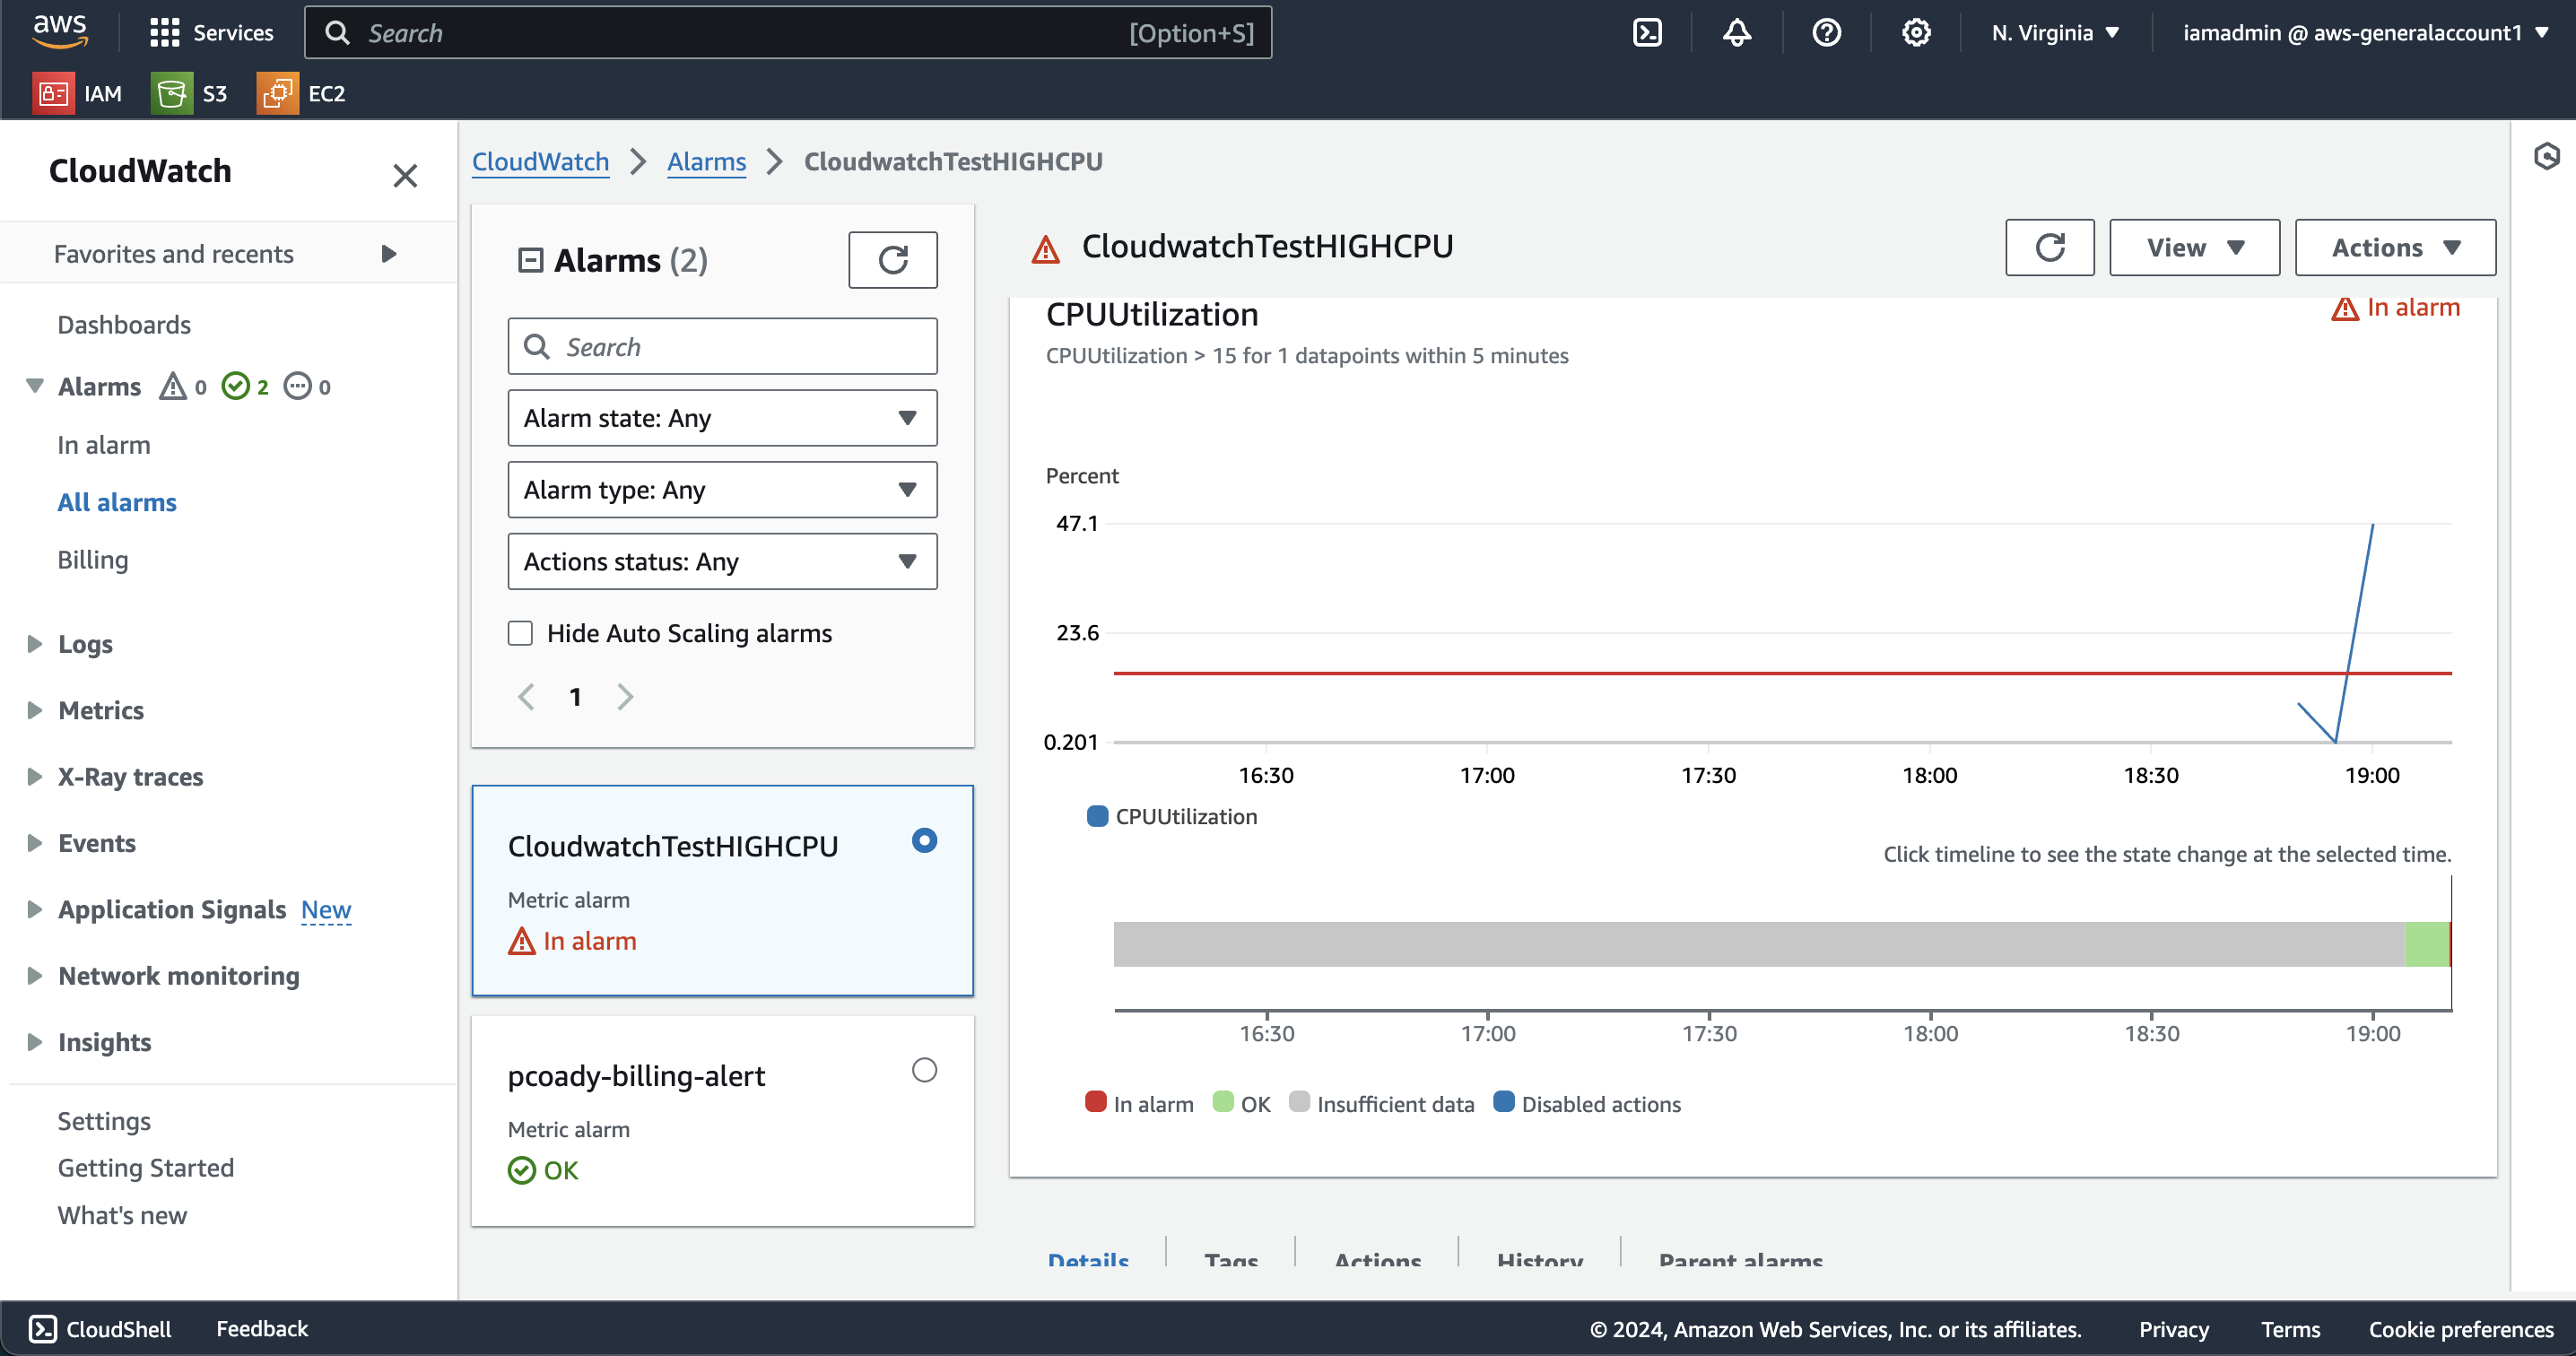 aws
Services
Search
[Option+S]
N. Virginia
iamadmin @ aws-generalaccount1
IAM
S3
EC2
CloudWatch
Favorites and recents
Dashboards
Alarms 0 2 0
In alarm
All alarms
Billing
Logs
Metrics
X-Ray traces
Events
Application Signals New
Network monitoring
Insights
Settings
Getting Started
What's new
CloudWatch
Alarms
CloudwatchTestHIGHCPU
Alarms (2)
Search
Alarm state: Any
Alarm type: Any
Actions status: Any
Hide Auto Scaling alarms
1
CloudwatchTestHIGHCPU
Metric alarm
In alarm
pcoady-billing-alert
Metric alarm
OK
CloudwatchTestHIGHCPU
View
Actions
CPUUtilization
In alarm
CPUUtilization > 15 for 1 datapoints within 5 minutes
Percent
47.1
23.6
0.201
16:30 17:00 17:30 18:00 18:30 19:00
CPUUtilization
Click timeline to see the state change at the selected time.
16:30 17:00 17:30 18:00 18:30 19:00
In alarm OK Insufficient data Disabled actions
Details
Tags
Actions
History
Parent alarms
CloudShell
Feedback
© 2024, Amazon Web Services, Inc. or its affiliates.
Privacy
Terms
Cookie preferences